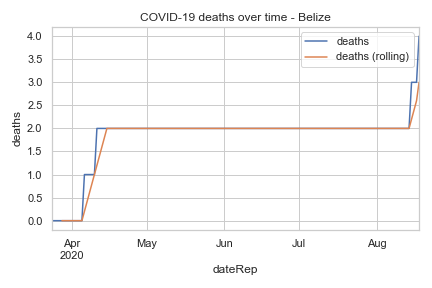 COVID-19 deaths over time - Belize
deaths
deaths (rolling)
4.0
3.5
3.0
2.5
2.0
1.5
1.0
0.5
0.0
deaths
Apr
2020
May
Jun
Jul
Aug
dateRep